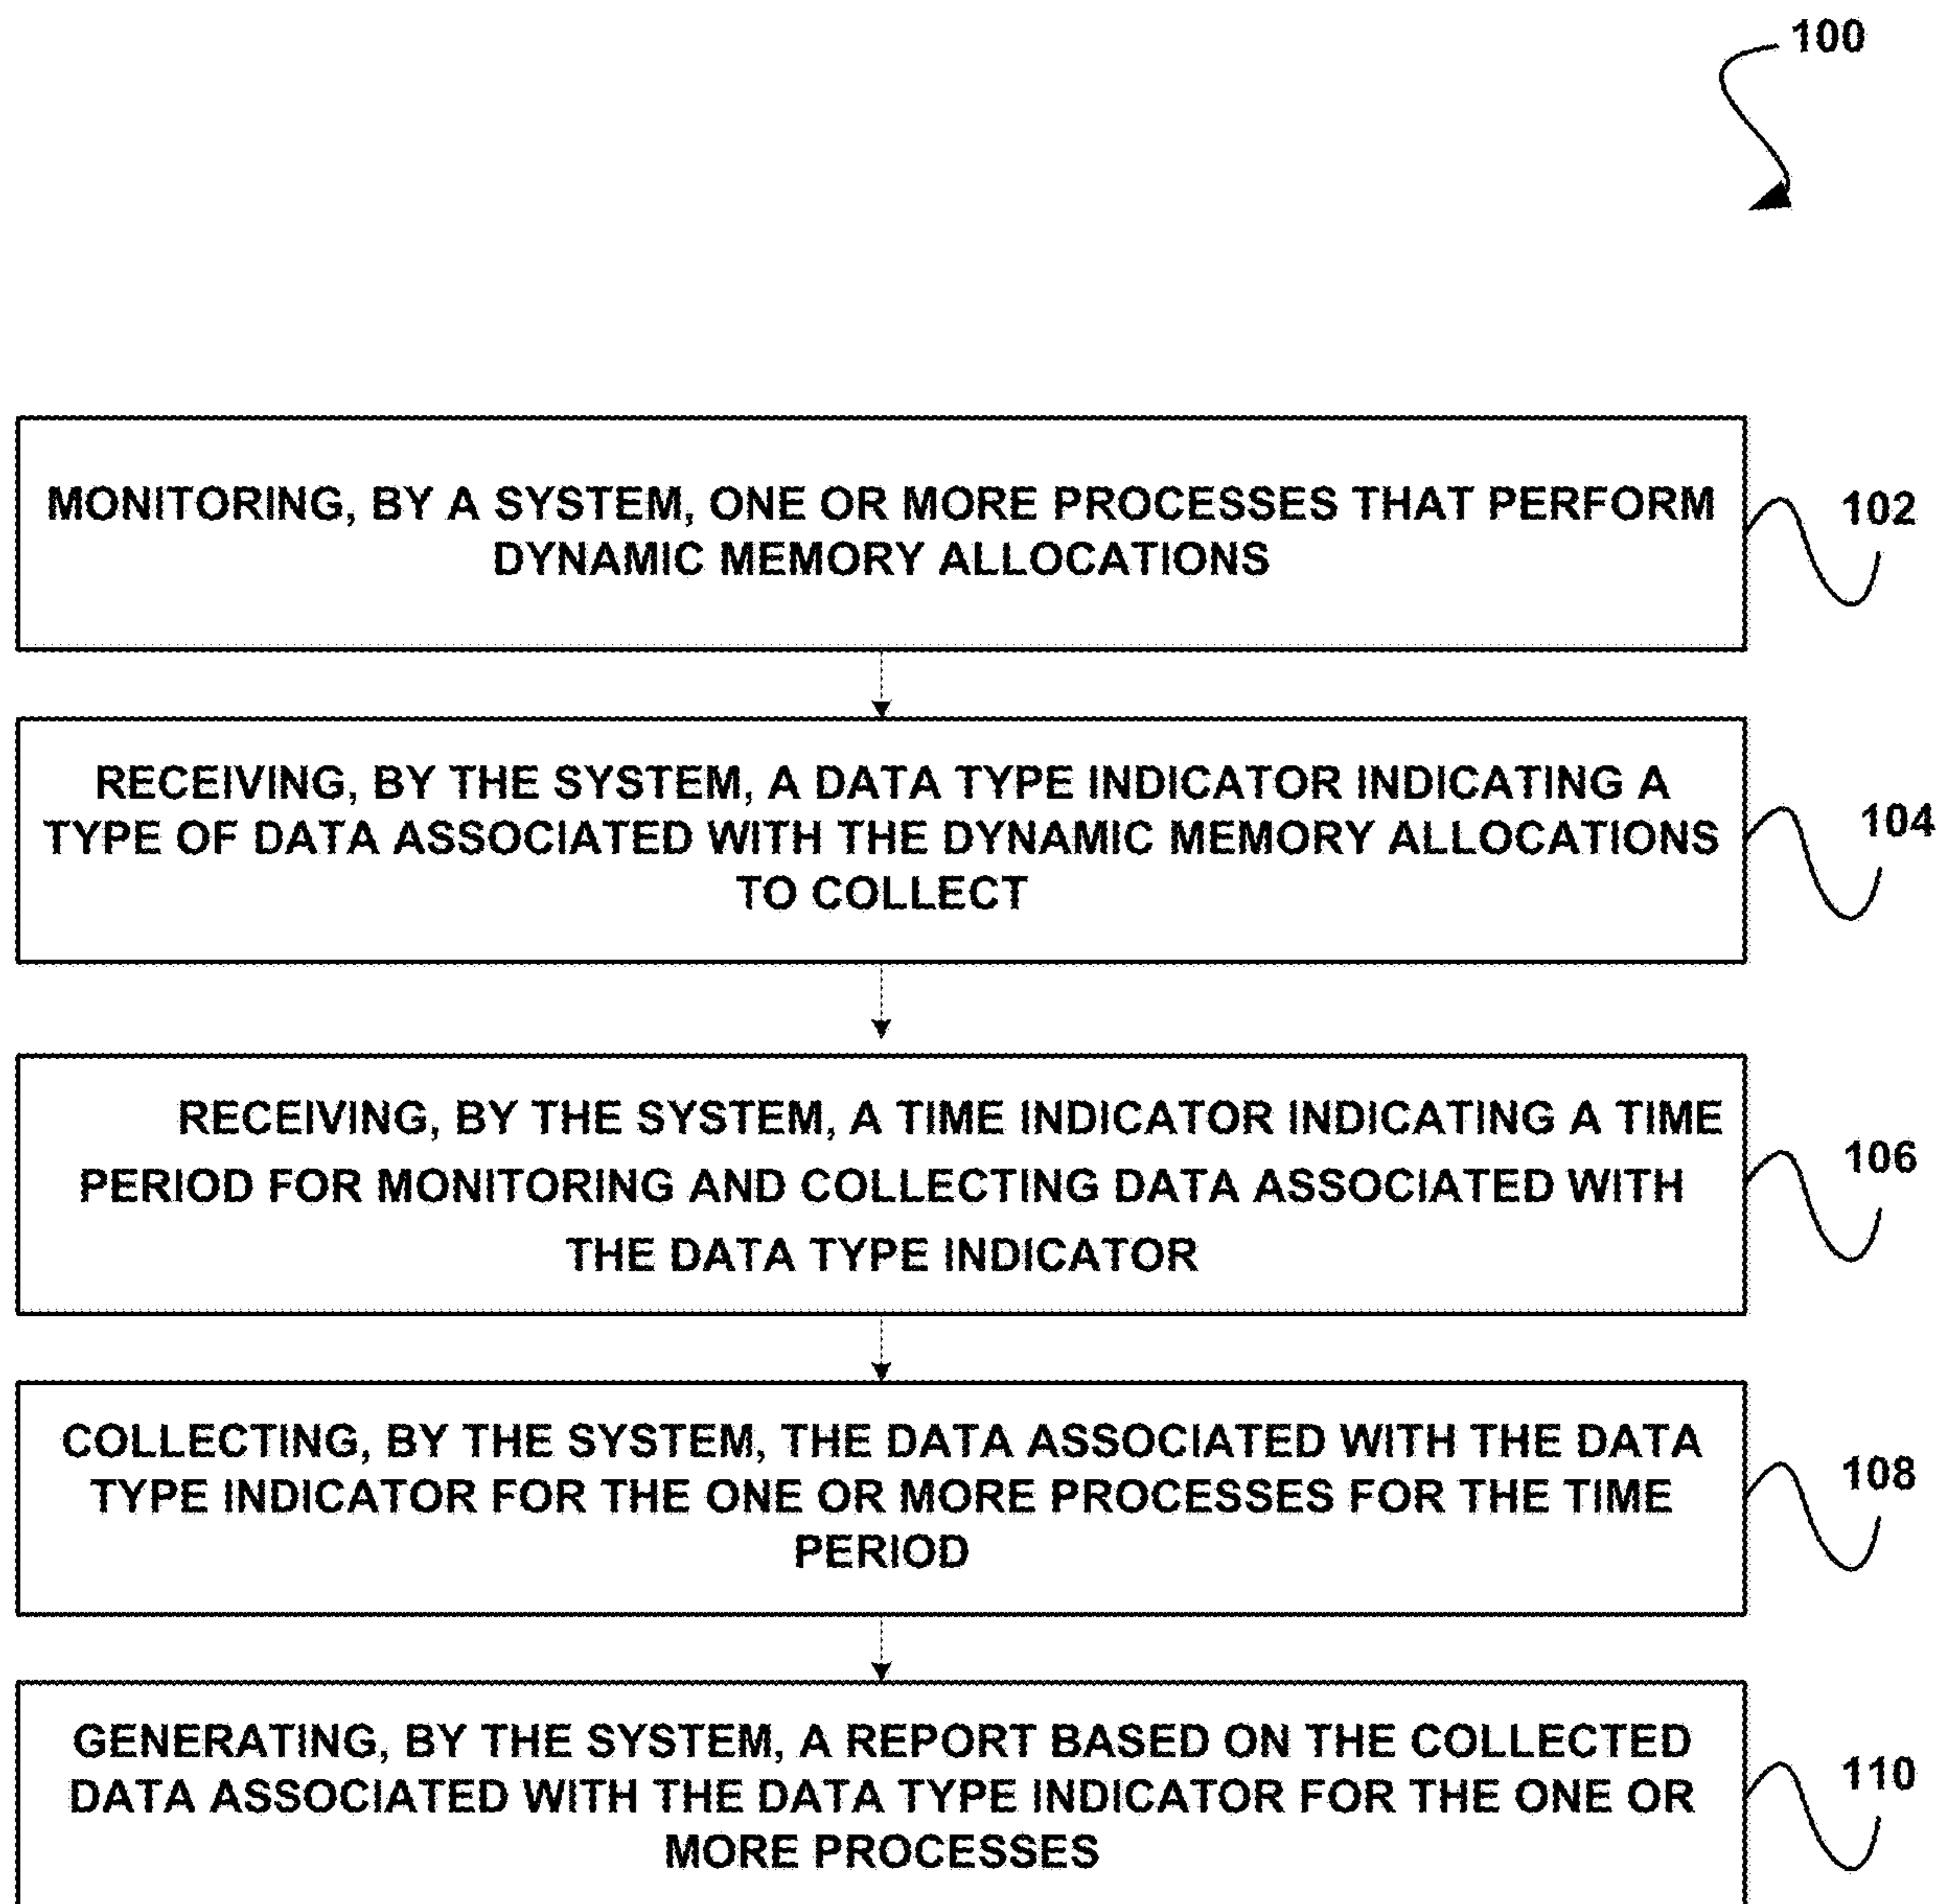 100
MONITORING, BY A SYSTEM, ONE OR MORE PROCESSES THAT PERFORM
DYNAMIC MEMORY ALLOCATIONS
102
RECEIVING, BY THE SYSTEM, A DATA TYPE INDICATOR INDICATING A
TYPE OF DATA ASSOCIATED WITH THE DYNAMIC MEMORY ALLOCATIONS
TO COLLECT
104
RECEIVING, BY THE SYSTEM, A TIME INDICATOR INDICATING A TIME
PERIOD FOR MONITORING AND COLLECTING DATA ASSOCIATED WITH
THE DATA TYPE INDICATOR
106
COLLECTING, BY THE SYSTEM, THE DATA ASSOCIATED WITH THE DATA
TYPE INDICATOR FOR THE ONE OR MORE PROCESSES FOR THE TIME
PERIOD
108
GENERATING, BY THE SYSTEM, A REPORT BASED ON THE COLLECTED
DATA ASSOCIATED WITH THE DATA TYPE INDICATOR FOR THE ONE OR
MORE PROCESSES
110